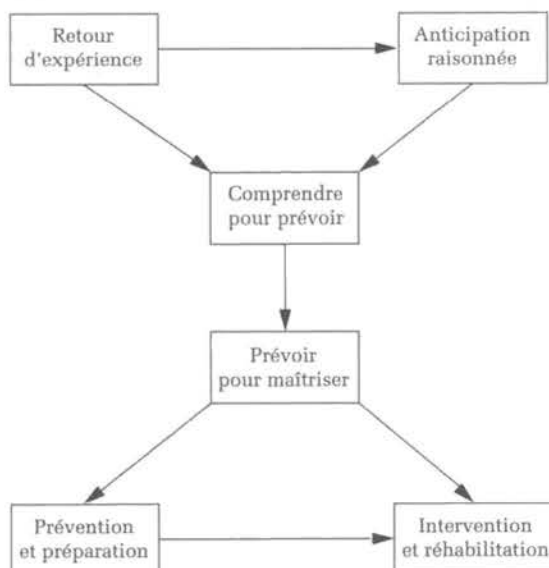 Retour
d'expérience
Anticipation
raisonnée
Comprendre
pour prévoir
Prévoir
pour maîtriser
Prévention
et préparation
Intervention
et réhabilitation